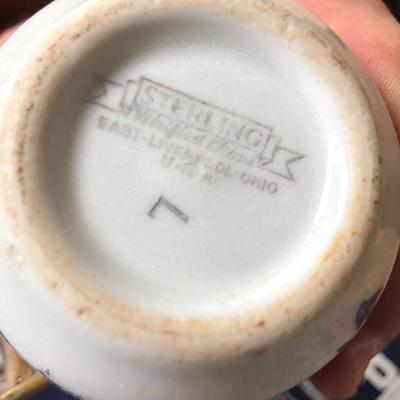 STERLING
Vitrified China
EAST LIVERPOOL-OHIO
U.S.A.
L